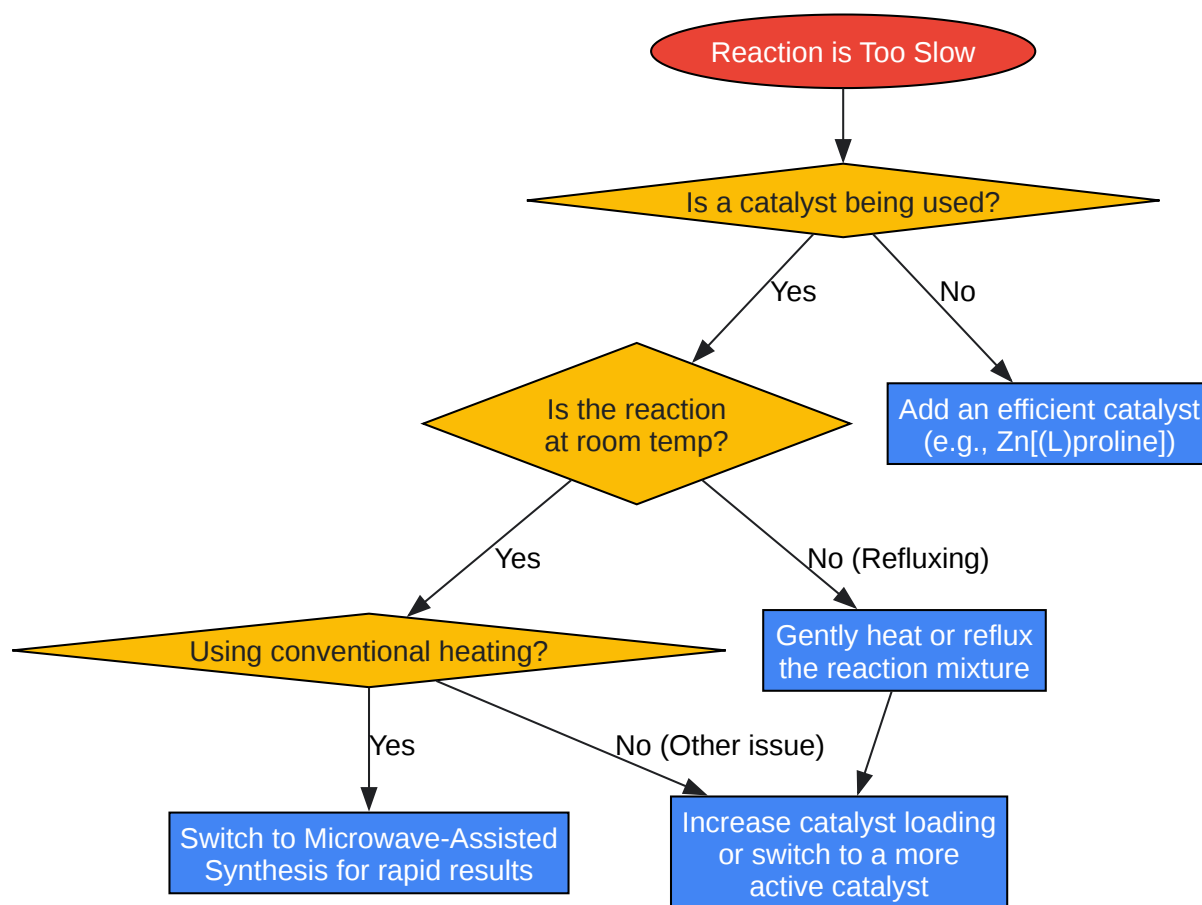 Reaction is Too Slow
Is a catalyst being used?
Yes
No
Is the reaction
at room temp?
Add an efficient catalyst
(e.g., Zn[(L)proline])
Yes
No (Refluxing)
Using conventional heating?
Gently heat or reflux
the reaction mixture
Yes
No (Other issue)
Switch to Microwave-Assisted
Synthesis for rapid results
Increase catalyst loading
or switch to a more
active catalyst